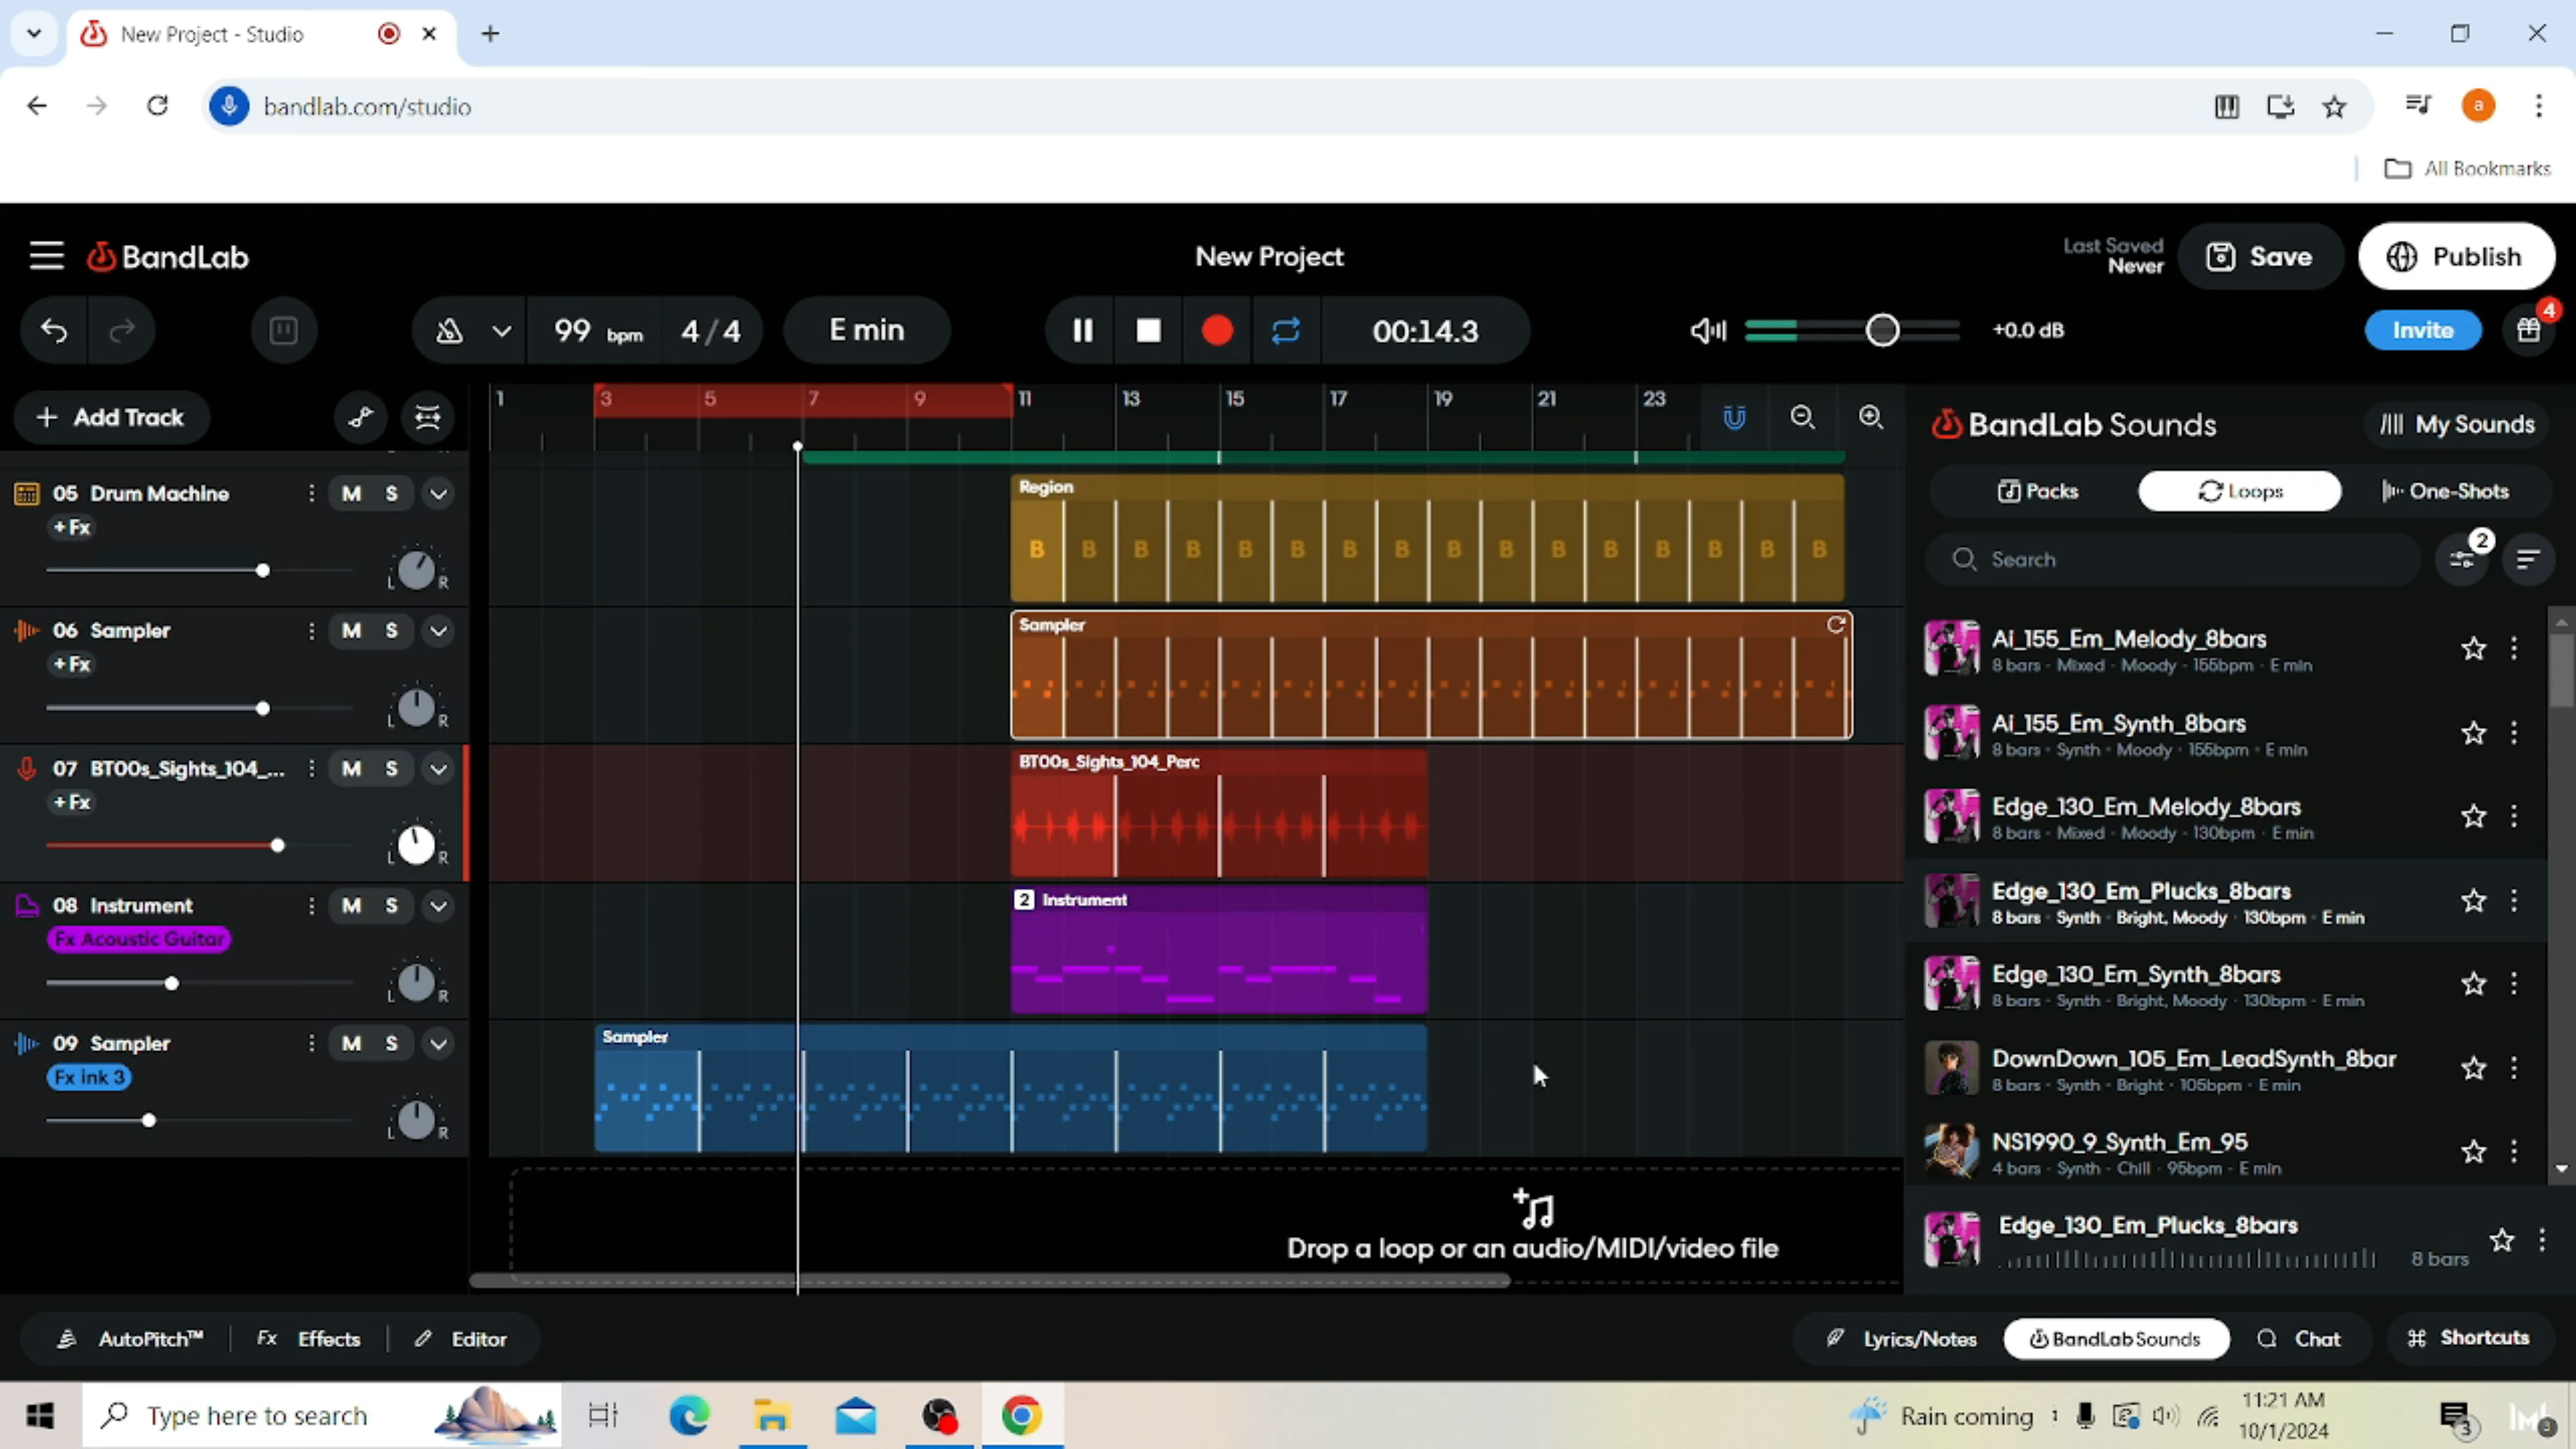 New Project - Studio
bandlab.com/studio
a
All Bookmarks
BandLab
New Project
Last Saved
Never
Save
Publish
99 bpm
4/4
E min
00:14.3
+0.0 dB
Invite
4
+ Add Track
1 3 5 7 9 11 13 15 17 19 21 23
BandLab Sounds
My Sounds
Packs
Loops
One-Shots
Search
2
05 Drum Machine
M S
+ Fx
L R
Region
B B B B B B B B B B B B B B B B
06 Sampler
M S
+ Fx
L R
Sampler
07 BT00s_Sights_104_...
M S
+ Fx
L R
BT00s_Sights_104_Perc
08 Instrument
M S
Fx Acoustic Guitar
L R
2 Instrument
09 Sampler
M S
Fx ink 3
L R
Sampler
Drop a loop or an audio/MIDI/video file
Ai_155_Em_Melody_8bars
8 bars - Mixed - Moody - 155bpm - E min
Ai_155_Em_Synth_8bars
8 bars - Synth - Moody - 155bpm - E min
Edge_130_Em_Melody_8bars
8 bars - Mixed - Moody - 130bpm - E min
Edge_130_Em_Plucks_8bars
8 bars - Synth - Bright, Moody - 130bpm - E min
Edge_130_Em_Synth_8bars
8 bars - Synth - Bright, Moody - 130bpm - E min
DownDown_105_Em_LeadSynth_8bar
8 bars - Synth - Bright - 105bpm - E min
NS1990_9_Synth_Em_95
4 bars - Synth - Chill - 95bpm - E min
Edge_130_Em_Plucks_8bars
8 bars
AutoPitch™
Fx Effects
Editor
Lyrics/Notes
BandLab Sounds
Chat
Shortcuts
Type here to search
Rain coming
11:21 AM
10/1/2024
3